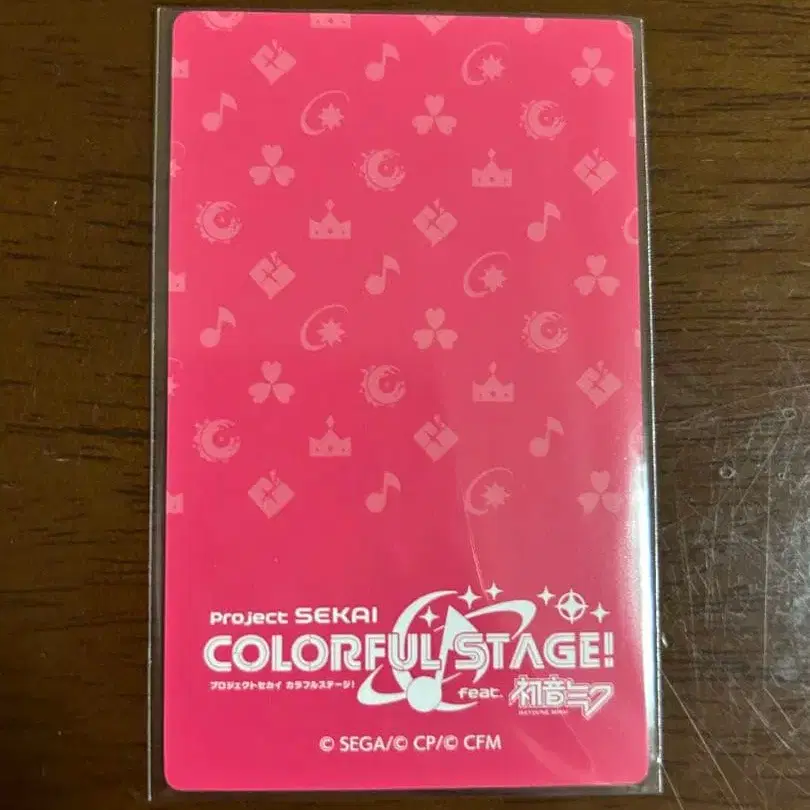 Project SEKAI
COLORFUL STAGE!
プロジェクトセカイ カラフルステージ!
feat. 初音ミク
HATSUNE MIKU
© SEGA/© CP/© CFM